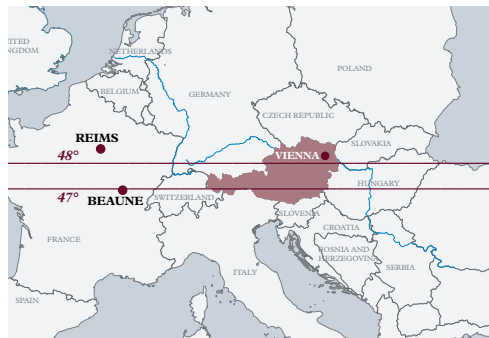 UNITED
KINGDOM
NETHERLANDS
POLAND
BELGIUM
GERMANY
CZECH REPUBLIC
REIMS
48°
VIENNA
SLOVAKIA
HUNGARY
47°
BEAUNE
SWITZERLAND
SLOVENIA
CROATIA
FRANCE
BOSNIA AND
HERZEGOVINA
SERBIA
ITALY
SPAIN